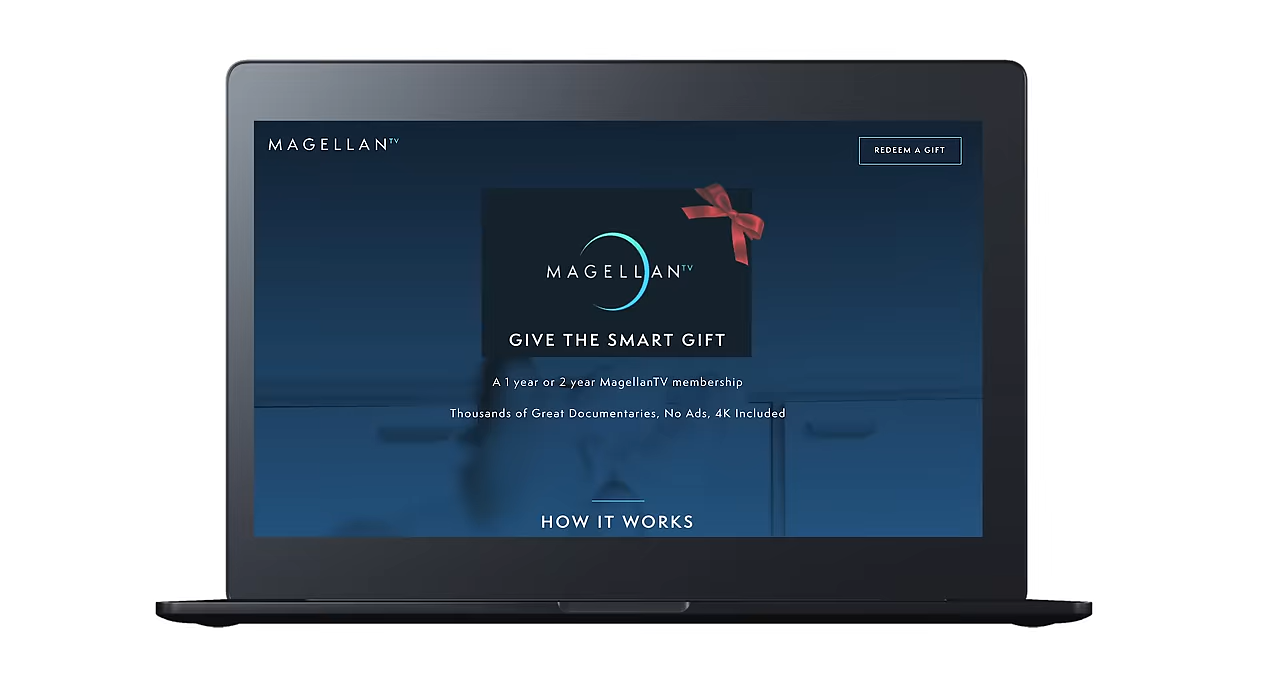 MAGELLANTV
REDEEM A GIFT
MAGELLANTV
GIVE THE SMART GIFT
A 1 year or 2 year MagellanTV membership
Thousands of Great Documentaries, No Ads, 4K Included
HOW IT WORKS